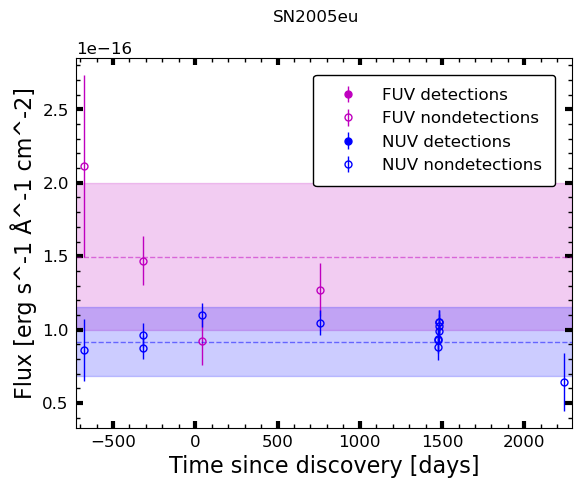 SN2005eu
1e−16
FUV detections
FUV nondetections
NUV detections
NUV nondetections
2.5
2.0
1.5
1.0
0.5
Flux [erg s^-1 Å^-1 cm^-2]
−500 0 500 1000 1500 2000
Time since discovery [days]